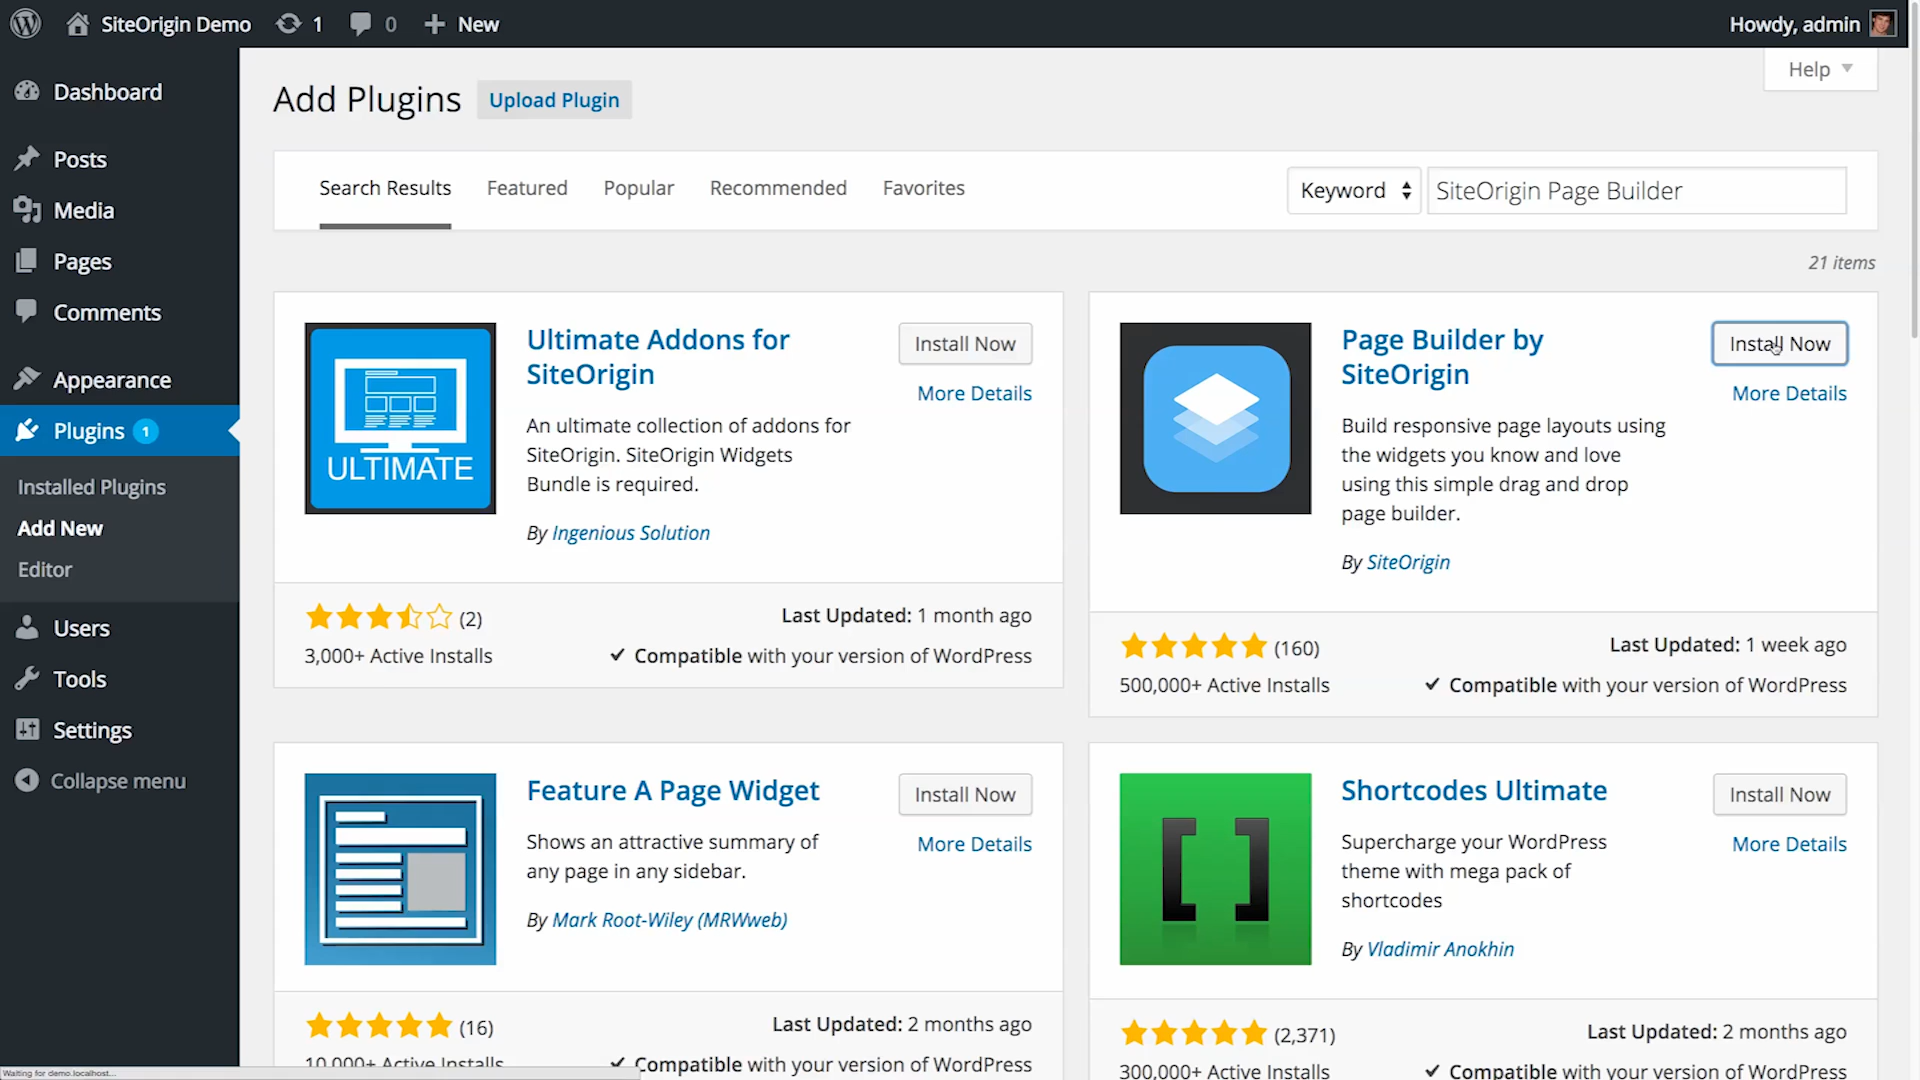 SiteOrigin Demo 1 0 New Howdy, admin
Help
Dashboard
Posts
Media
Pages
Comments
Appearance
Plugins 1
Installed Plugins
Add New
Editor
Users
Tools
Settings
Collapse menu
Add Plugins Upload Plugin
Search Results Featured Popular Recommended Favorites Keyword SiteOrigin Page Builder
21 items
Ultimate Addons for
SiteOrigin
Install Now
More Details
An ultimate collection of addons for
SiteOrigin. SiteOrigin Widgets
Bundle is required.
By Ingenious Solution
ULTIMATE
(2)
Last Updated: 1 month ago
3,000+ Active Installs
Compatible with your version of WordPress
Page Builder by
SiteOrigin
Install Now
More Details
Build responsive page layouts using
the widgets you know and love
using this simple drag and drop
page builder.
By SiteOrigin
(160)
Last Updated: 1 week ago
500,000+ Active Installs
Compatible with your version of WordPress
Feature A Page Widget
Install Now
More Details
Shows an attractive summary of
any page in any sidebar.
By Mark Root-Wiley (MRWweb)
(16)
Last Updated: 2 months ago
10,000+ Active Installs
Compatible with your version of WordPress
Shortcodes Ultimate
Install Now
More Details
Supercharge your WordPress
theme with mega pack of
shortcodes
By Vladimir Anokhin
(2,371)
Last Updated: 2 months ago
300,000+ Active Installs
Compatible with your version of WordPress
Waiting for demo.localhost...